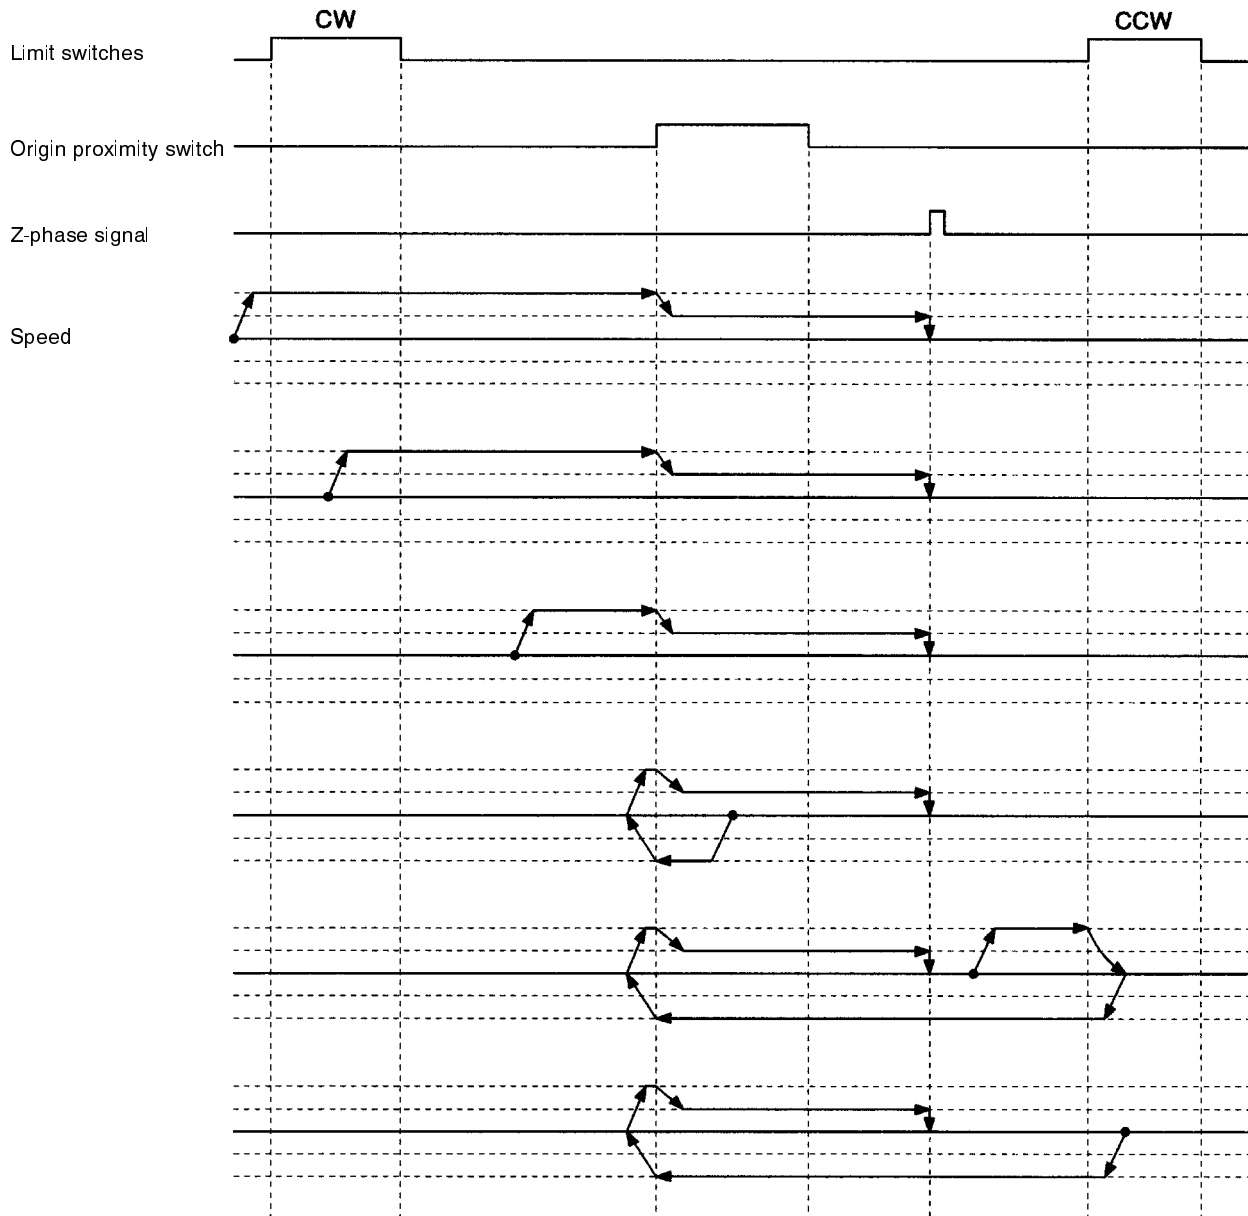 CW
CCW
Limit switches
Origin proximity switch
Z-phase signal
Speed